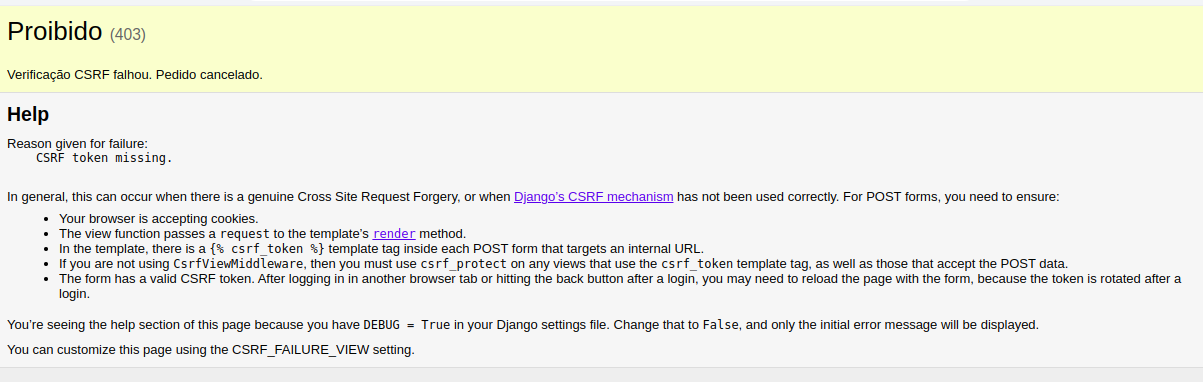 Proibido (403)
Verificação CSRF falhou. Pedido cancelado.
Help
Reason given for failure:
CSRF token missing.
In general, this can occur when there is a genuine Cross Site Request Forgery, or when Django's CSRF mechanism has not been used correctly. For POST forms, you need to ensure:
• Your browser is accepting cookies.
• The view function passes a request to the template's render method.
• In the template, there is a {% csrf_token %} template tag inside each POST form that targets an internal URL.
• If you are not using CsrfViewMiddleware, then you must use csrf_protect on any views that use the csrf_token template tag, as well as those that accept the POST data.
• The form has a valid CSRF token. After logging in in another browser tab or hitting the back button after a login, you may need to reload the page with the form, because the token is rotated after a
login.
You're seeing the help section of this page because you have DEBUG = True in your Django settings file. Change that to False, and only the initial error message will be displayed.
You can customize this page using the CSRF_FAILURE_VIEW setting.